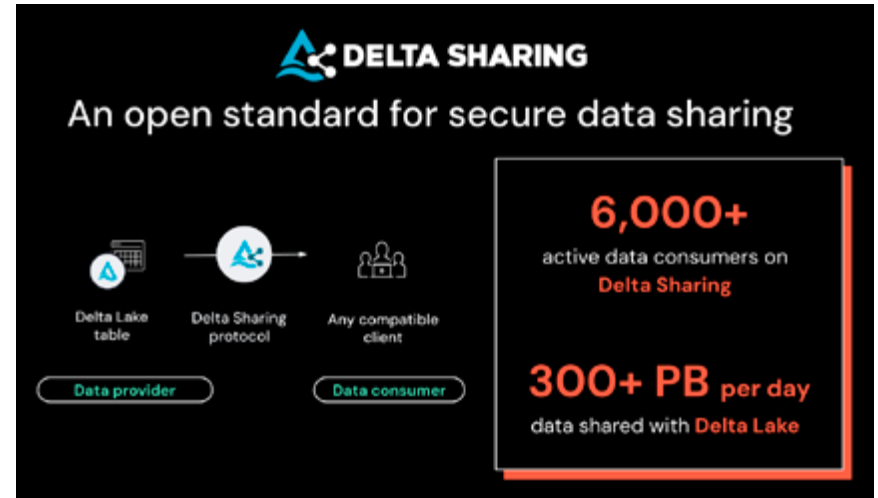 DELTA SHARING
An open standard for secure data sharing
Delta Lake
table
Delta Sharing
protocol
Any compatible
client
Data provider
Data consumer
6,000+
active data consumers on
Delta Sharing
300+ PB per day
data shared with Delta Lake